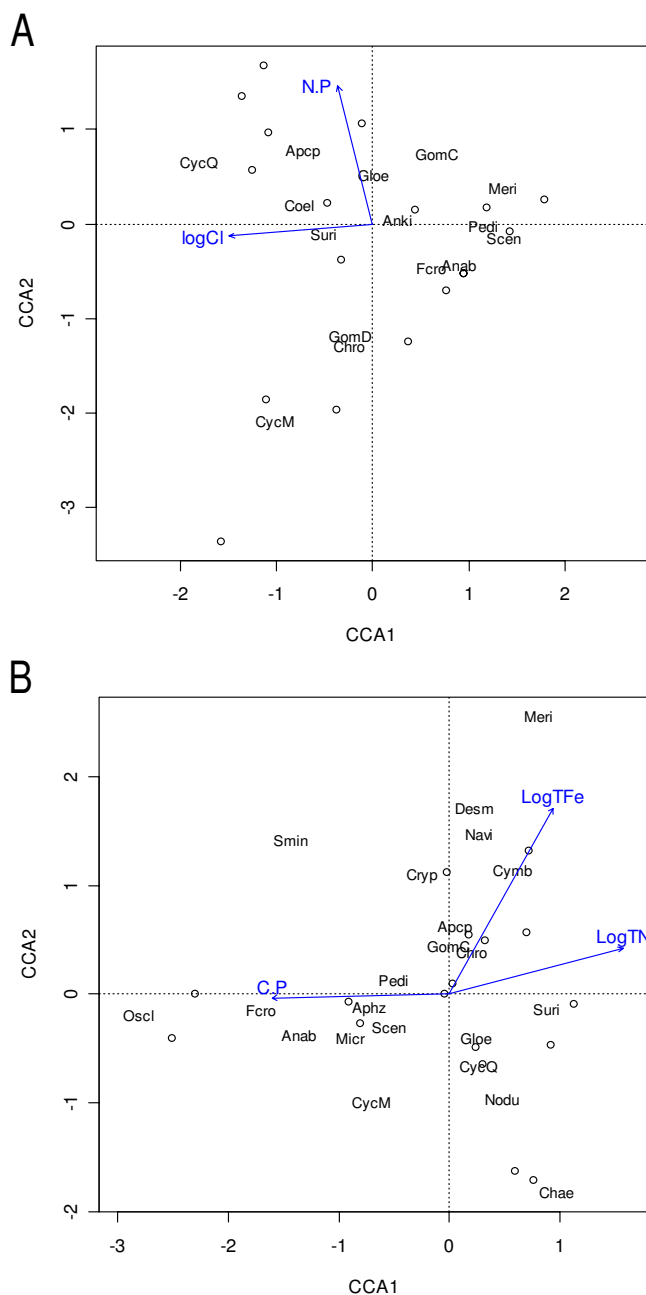 A
N.P
Apcp
GomC
CycQ
Gloe
Meri
Coel
Anki
Pedi
logCl
Suri
Scen
Fcro
Anab
GomD
Chro
CycM
1
0
-1
-2
-3
CCA2
-2
-1
0
1
2
CCA1
B
Meri
LogTFe
Desm
Navi
Smin
Cryp
Cymb
Apcp
GomC
Chro
LogTN
C.P
Pedi
Oscl
Fcro
Aphz
Suri
Anab
Micr
Scen
Gloe
CycQ
CycM
Nodu
Chae
2
1
0
-1
-2
CCA2
-3
-2
-1
0
1
CCA1